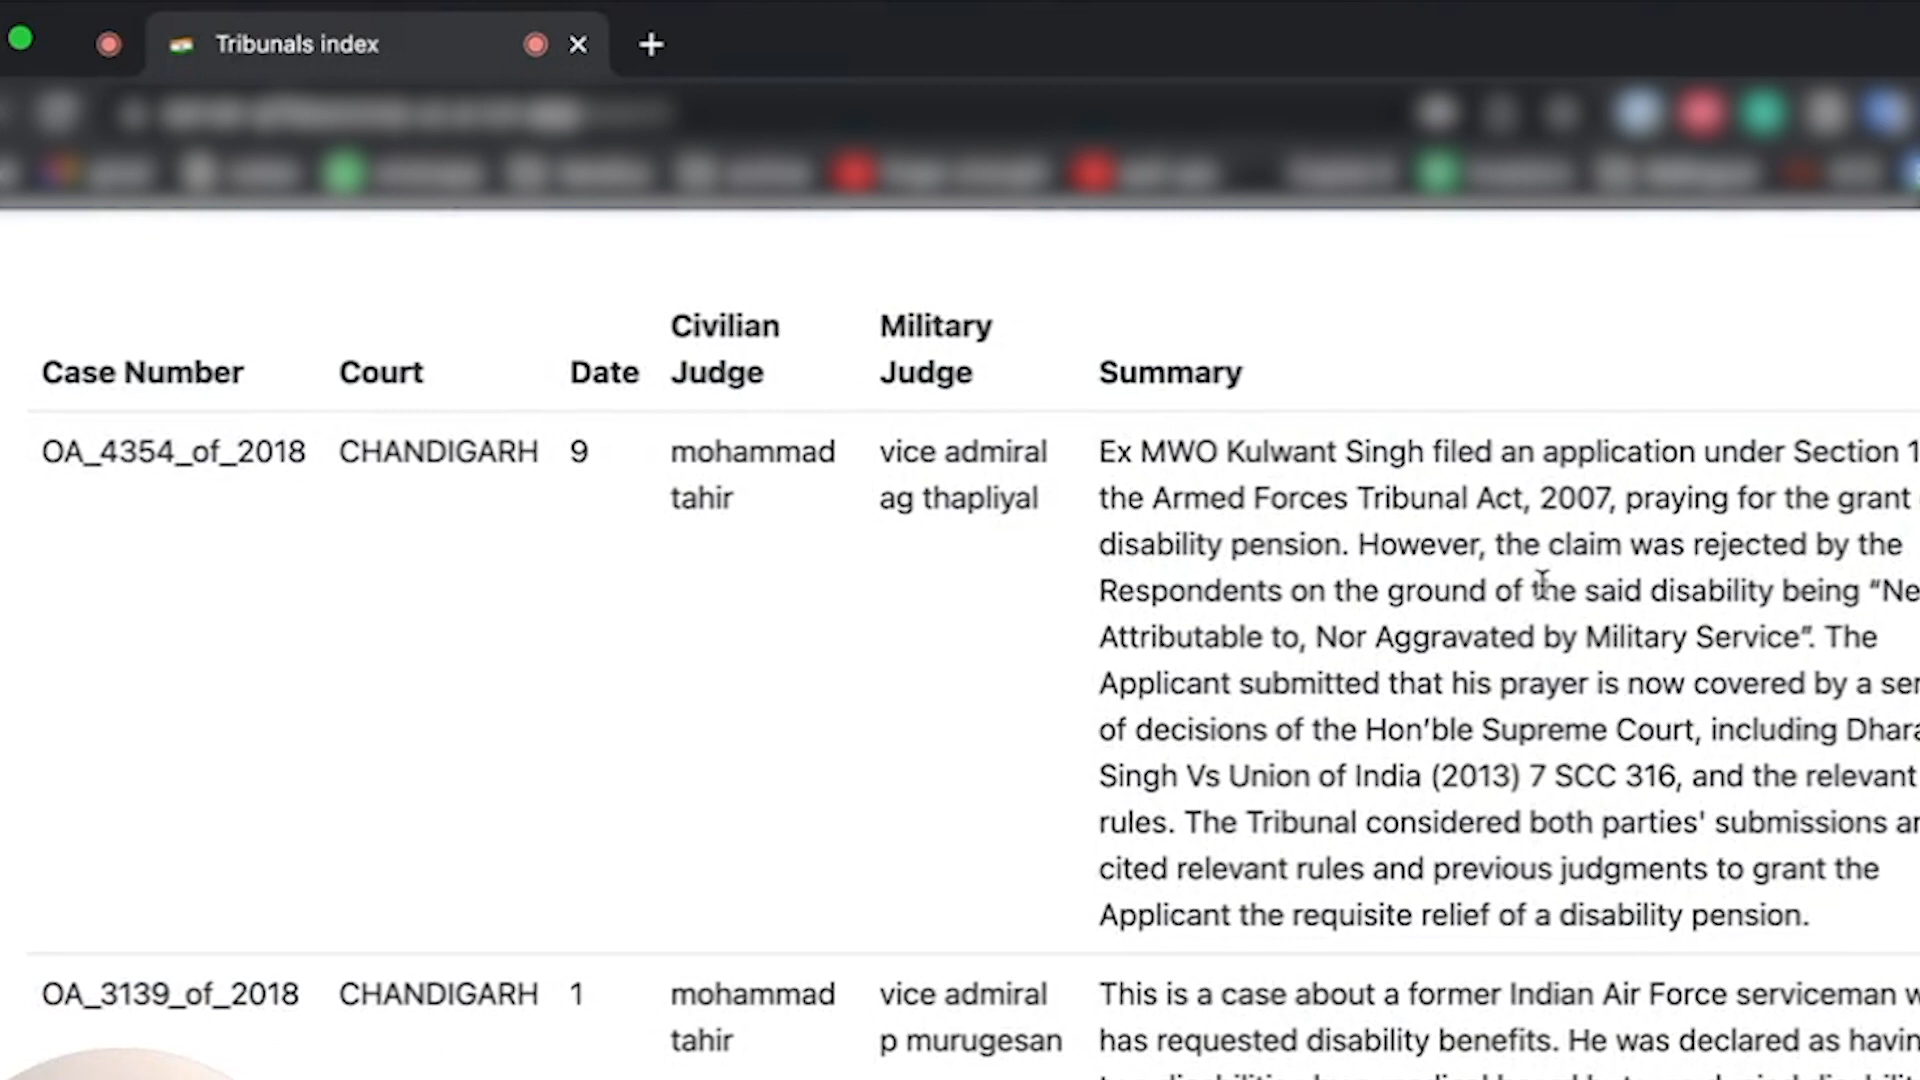 Tribunals index
Civilian Military
Case Number Court Date Judge Judge Summary
OA_4354_of_2018 CHANDIGARH 9 mohammad vice admiral Ex MWO Kulwant Singh filed an application under Section 1
tahir ag thapliyal the Armed Forces Tribunal Act, 2007, praying for the grant
disability pension. However, the claim was rejected by the
Respondents on the ground of the said disability being “Ne
Attributable to, Nor Aggravated by Military Service”. The
Applicant submitted that his prayer is now covered by a ser
of decisions of the Hon’ble Supreme Court, including Dhara
Singh Vs Union of India (2013) 7 SCC 316, and the relevant
rules. The Tribunal considered both parties' submissions an
cited relevant rules and previous judgments to grant the
Applicant the requisite relief of a disability pension.
OA_3139_of_2018 CHANDIGARH 1 mohammad vice admiral This is a case about a former Indian Air Force serviceman w
tahir p murugesan has requested disability benefits. He was declared as havin